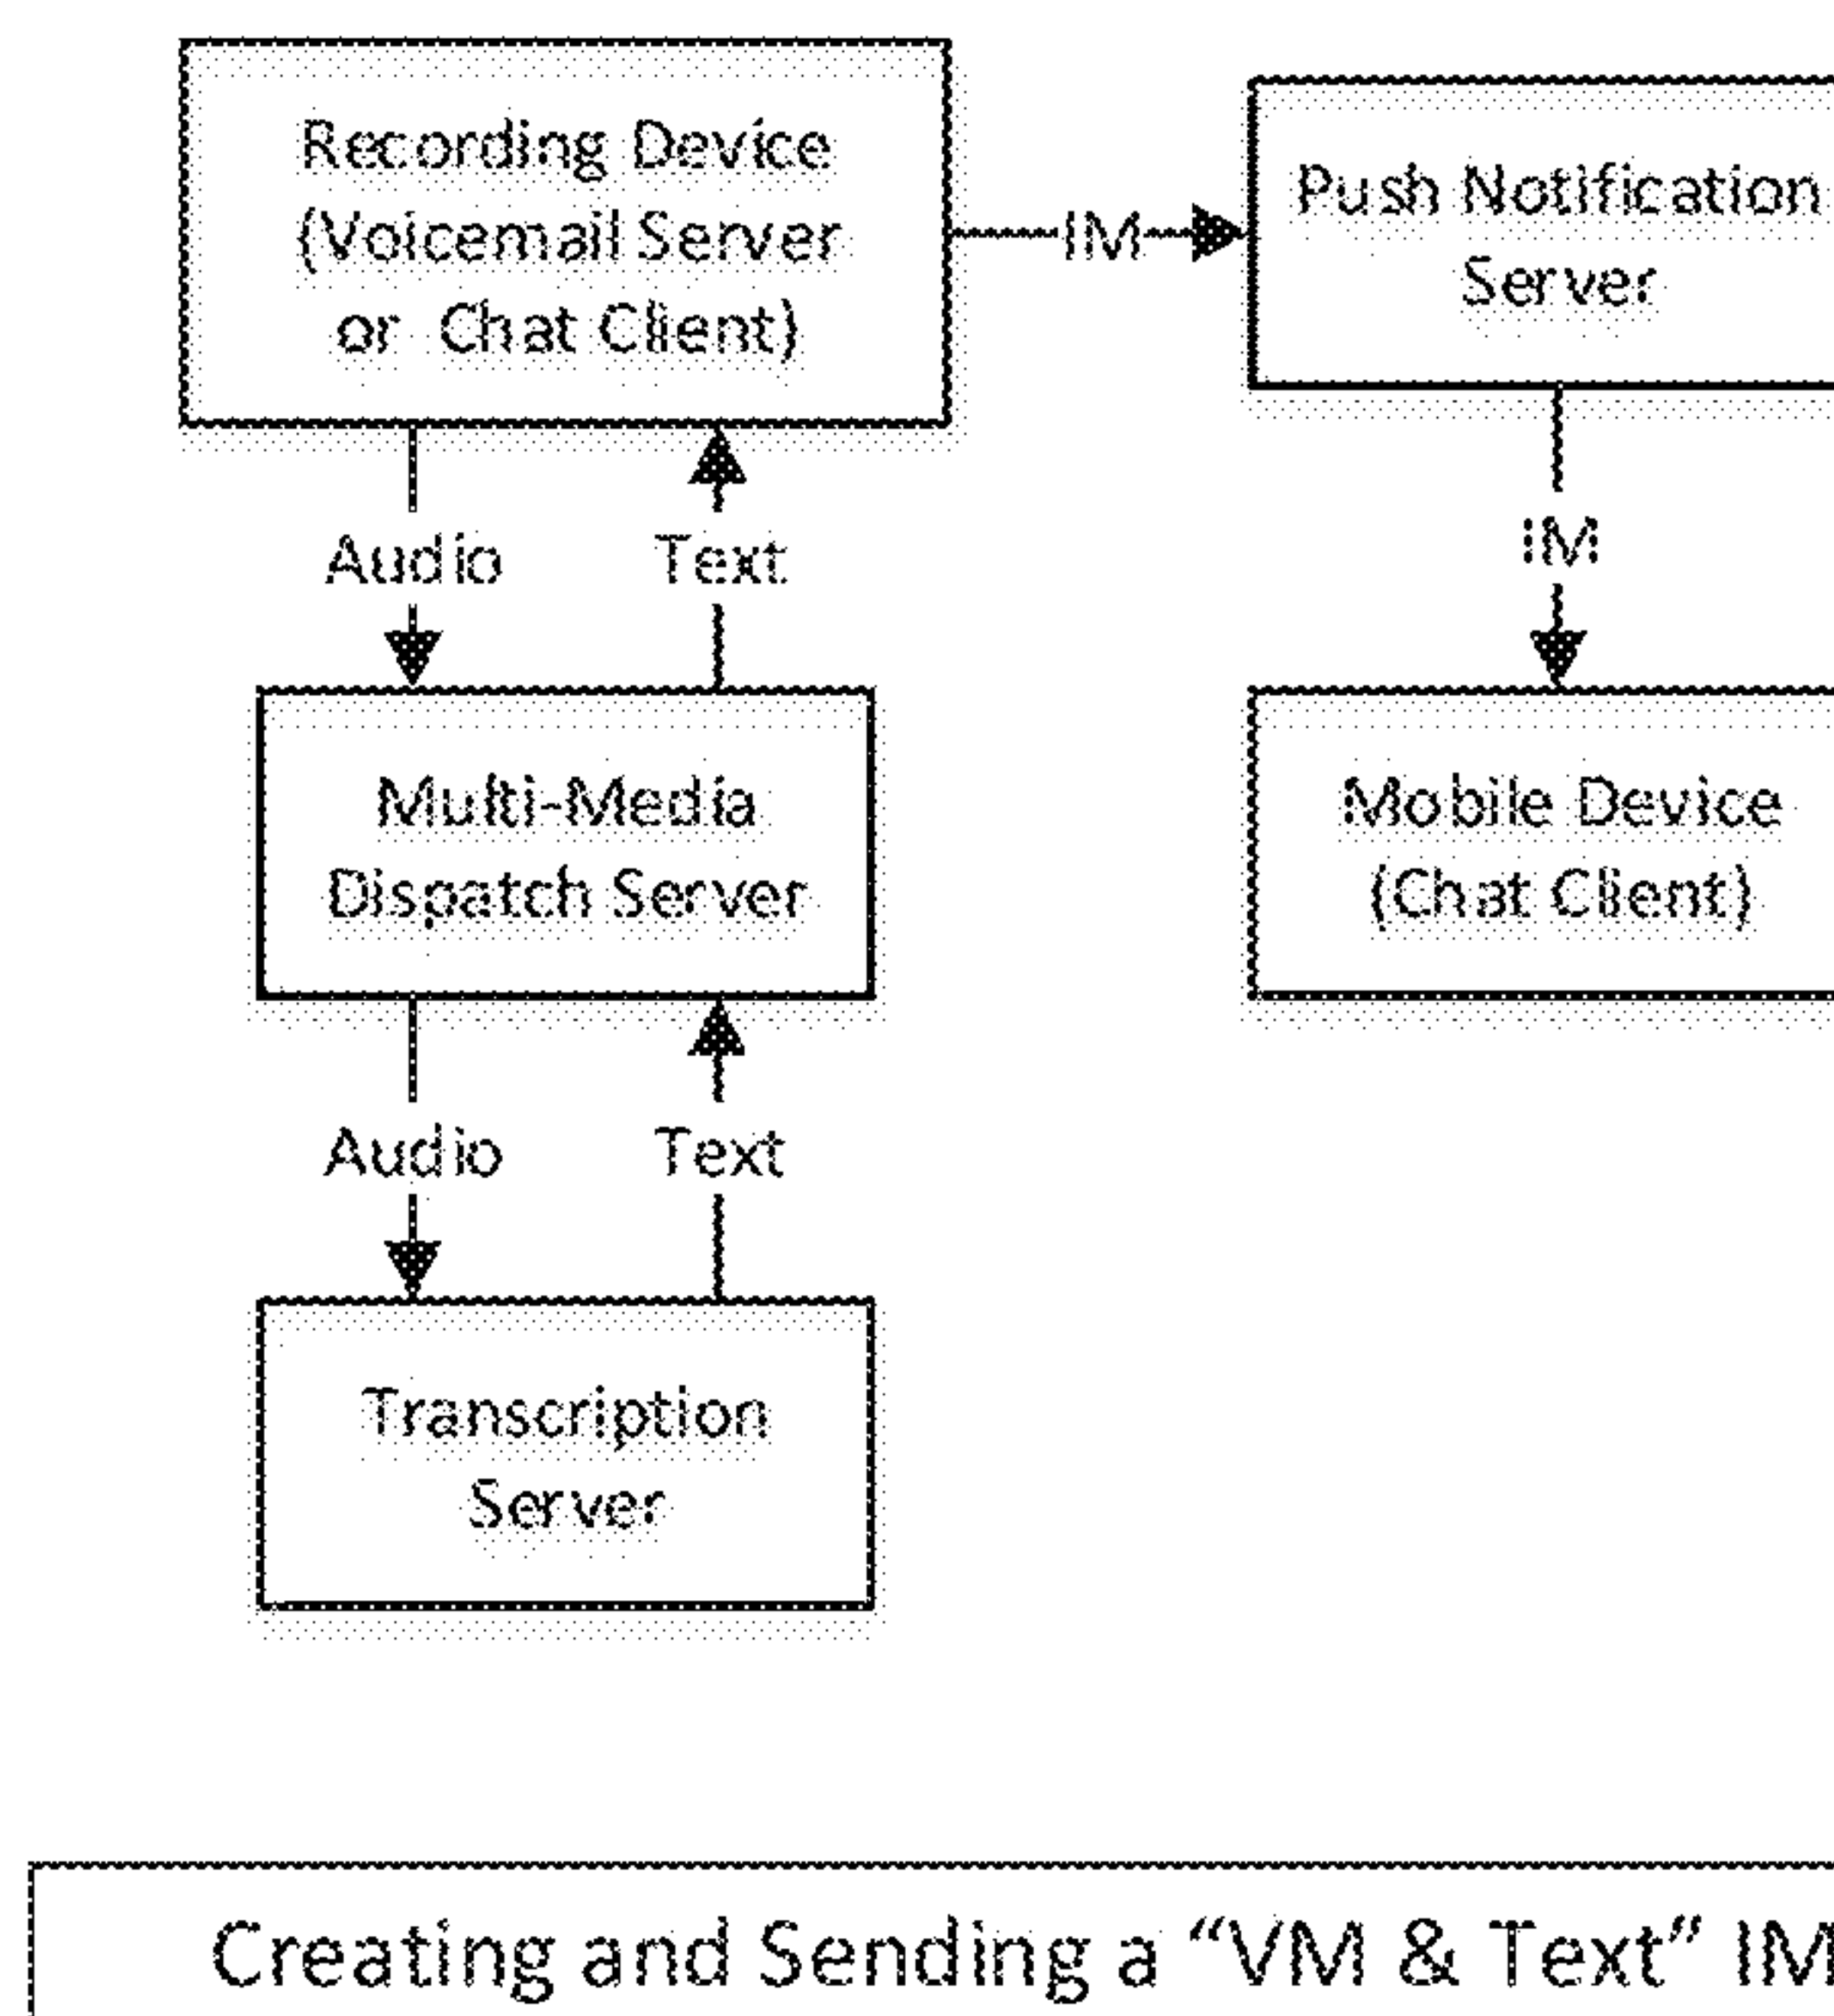 Recording Device
(Voicemail Server
or Chat Client)
IM
Push Notification
Server
Audio
Text
IM
Multi-Media
Dispatch Server
Mobile Device
(Chat Client)
Audio
Text
Transcription
Server
Creating and Sending a “VM & Text” IM